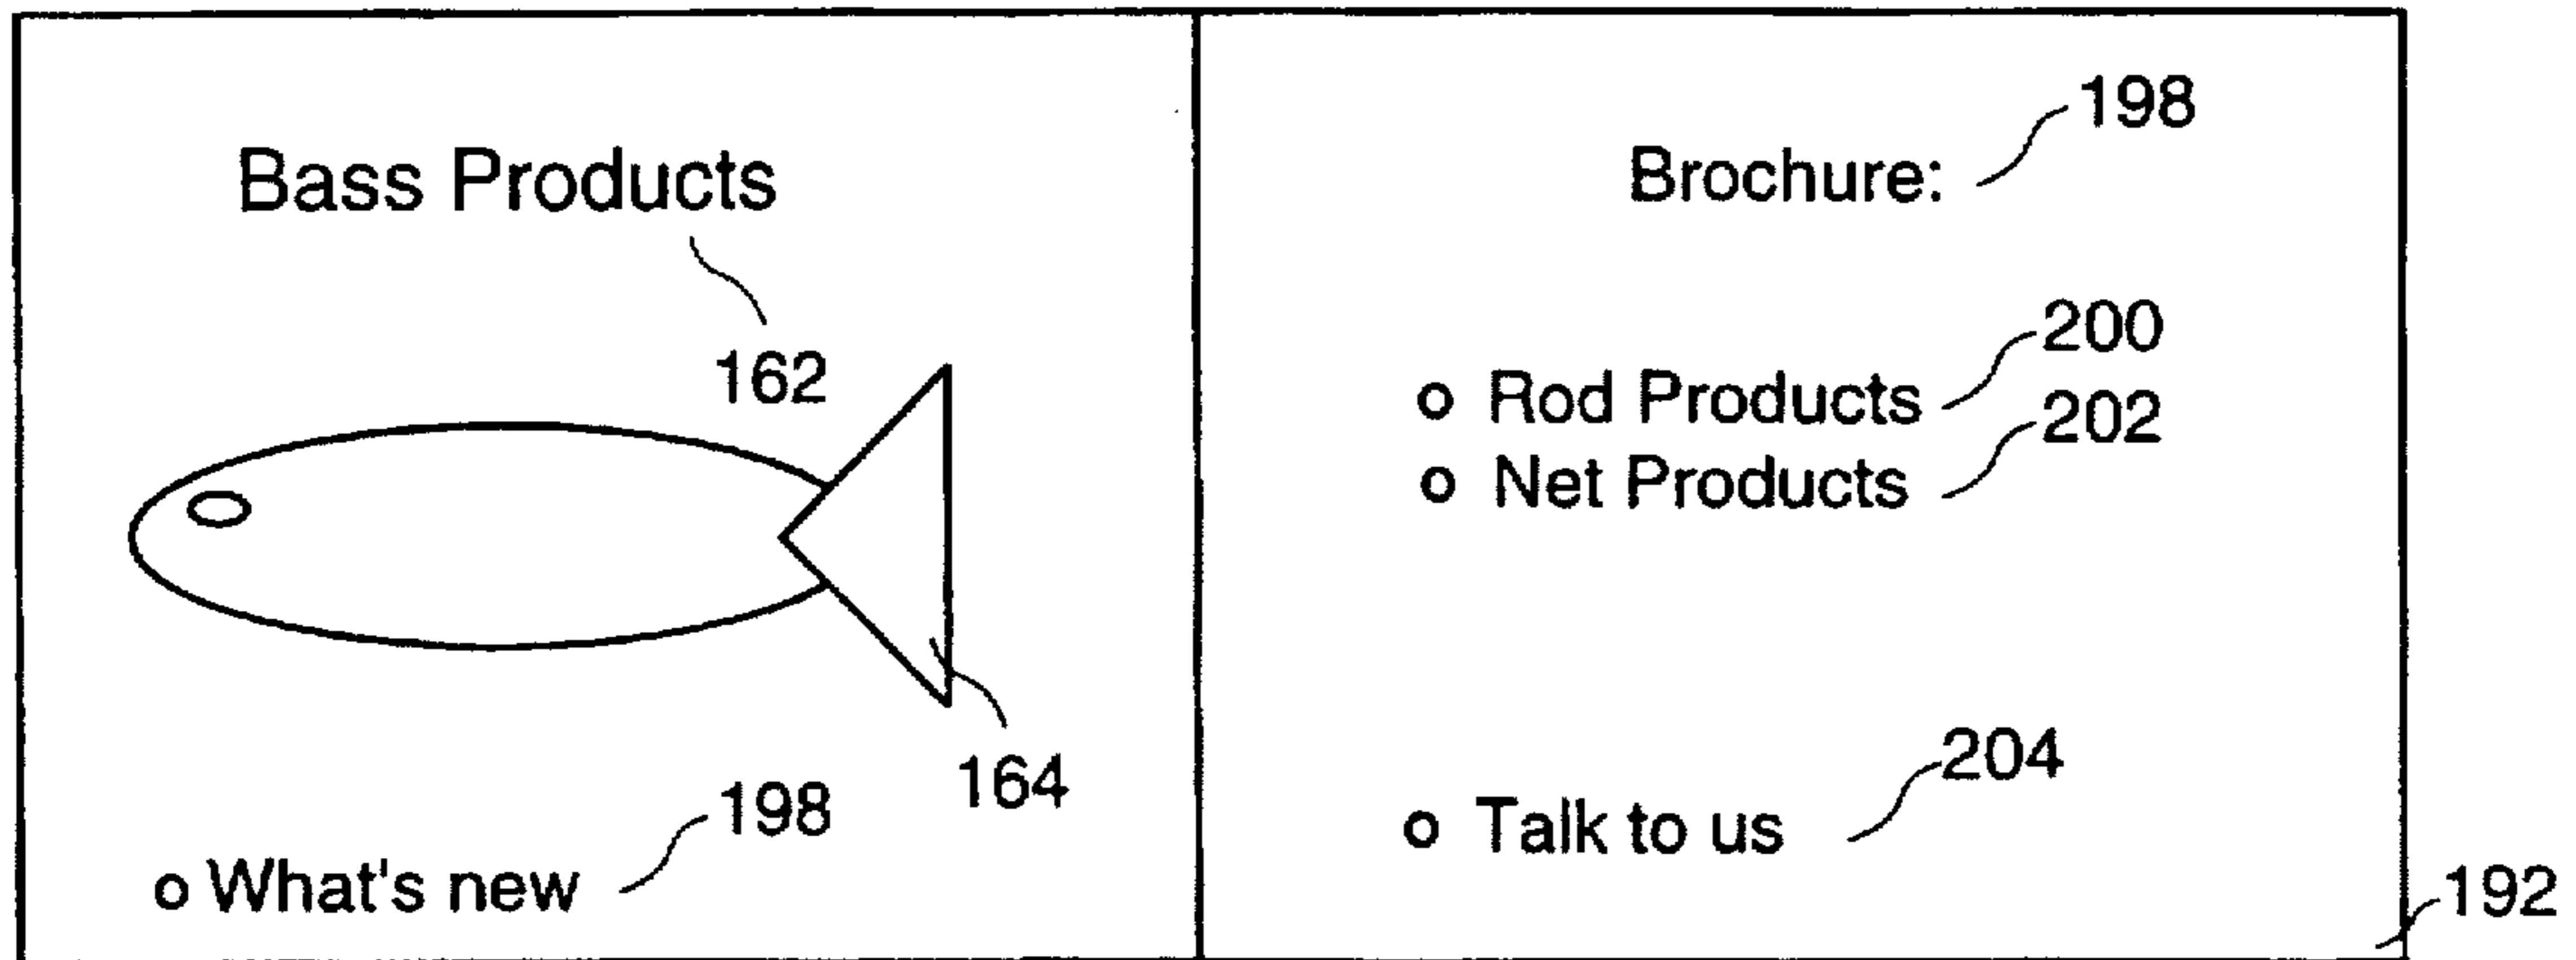 Bass Products
162
164
198
o What's new
198
Brochure:
200
o Rod Products
202
o Net Products
204
o Talk to us
192